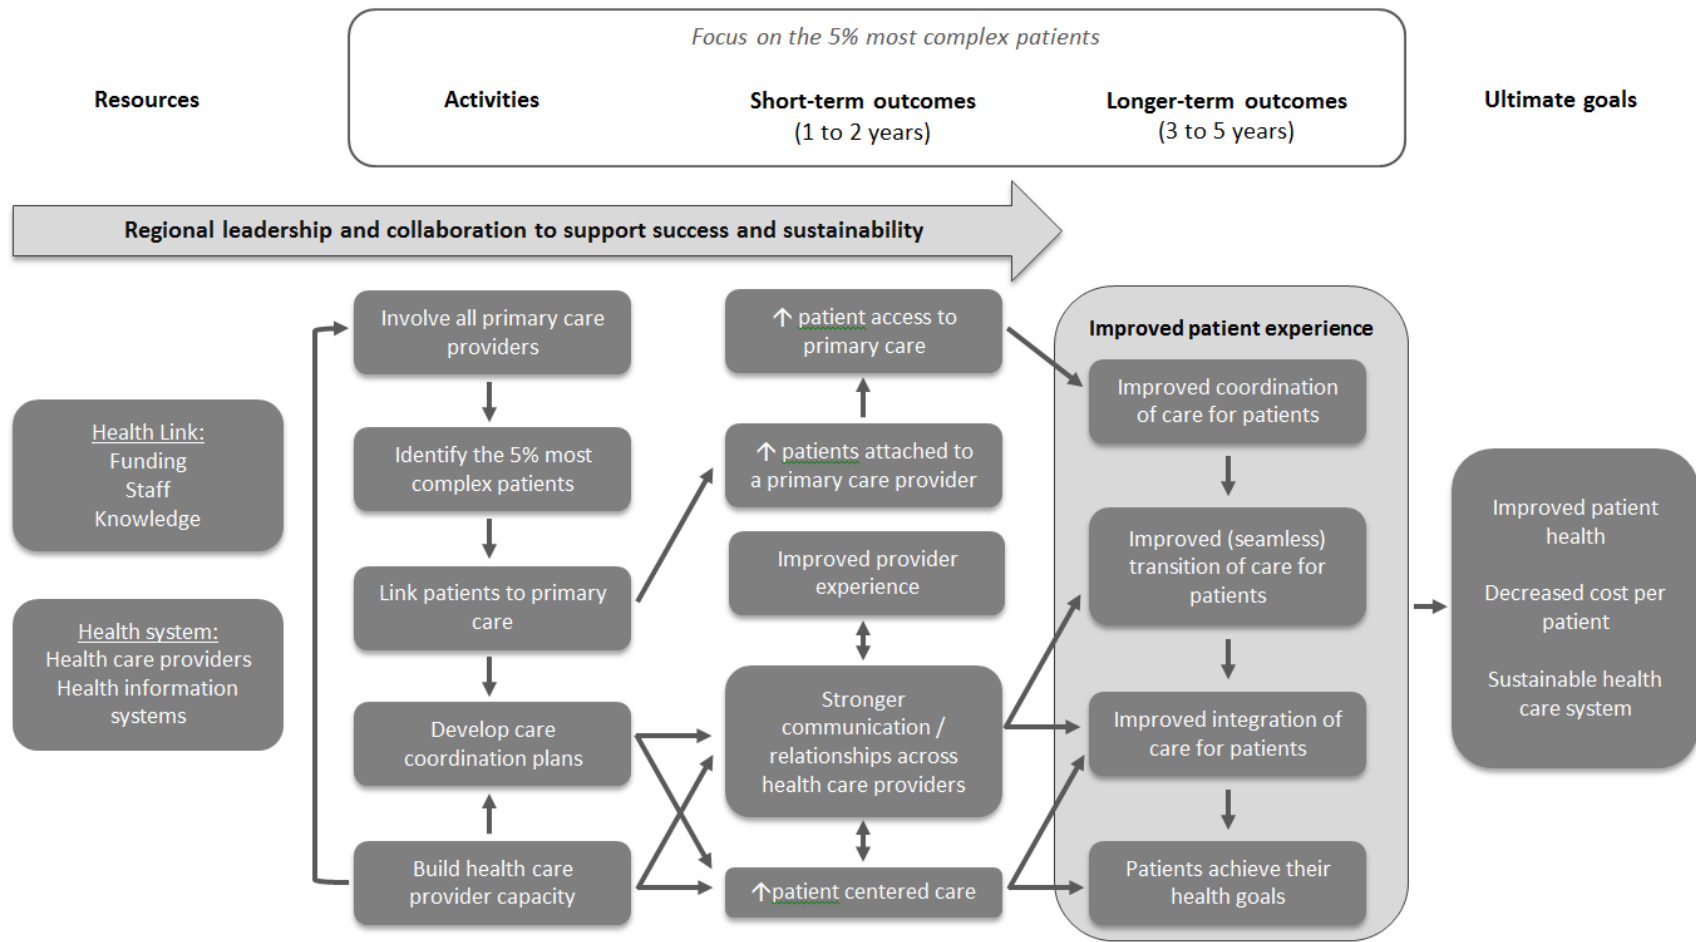 Focus on the 5% most complex patients
Resources
Activities
Short-term outcomes
(1 to 2 years)
Longer-term outcomes
(3 to 5 years)
Ultimate goals
Regional leadership and collaboration to support success and sustainability
Health Link:
Funding
Staff
Knowledge
Health system:
Health care providers
Health information
systems
Involve all primary care
providers
Identify the 5% most
complex patients
Link patients to primary
care
Develop care
coordination plans
Build health care
provider capacity
↑ patient access to
primary care
↑ patients attached to
a primary care provider
Improved provider
experience
Stronger
communication /
relationships across
health care providers
↑patient centered care
Improved patient experience
Improved coordination
of care for patients
Improved (seamless)
transition of care for
patients
Improved integration of
care for patients
Patients achieve their
health goals
Improved patient
health
Decreased cost per
patient
Sustainable health
care system